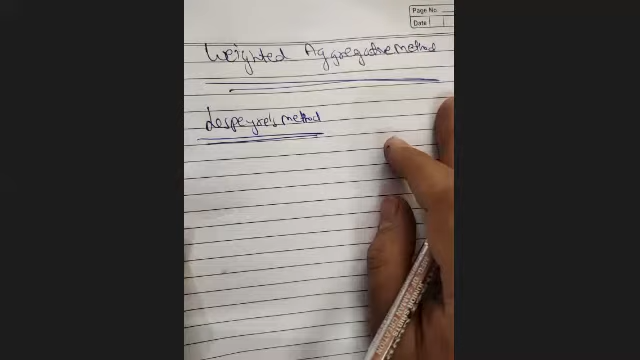 Page No.
Date
Weighted Aggregative method
Laspeyre's method